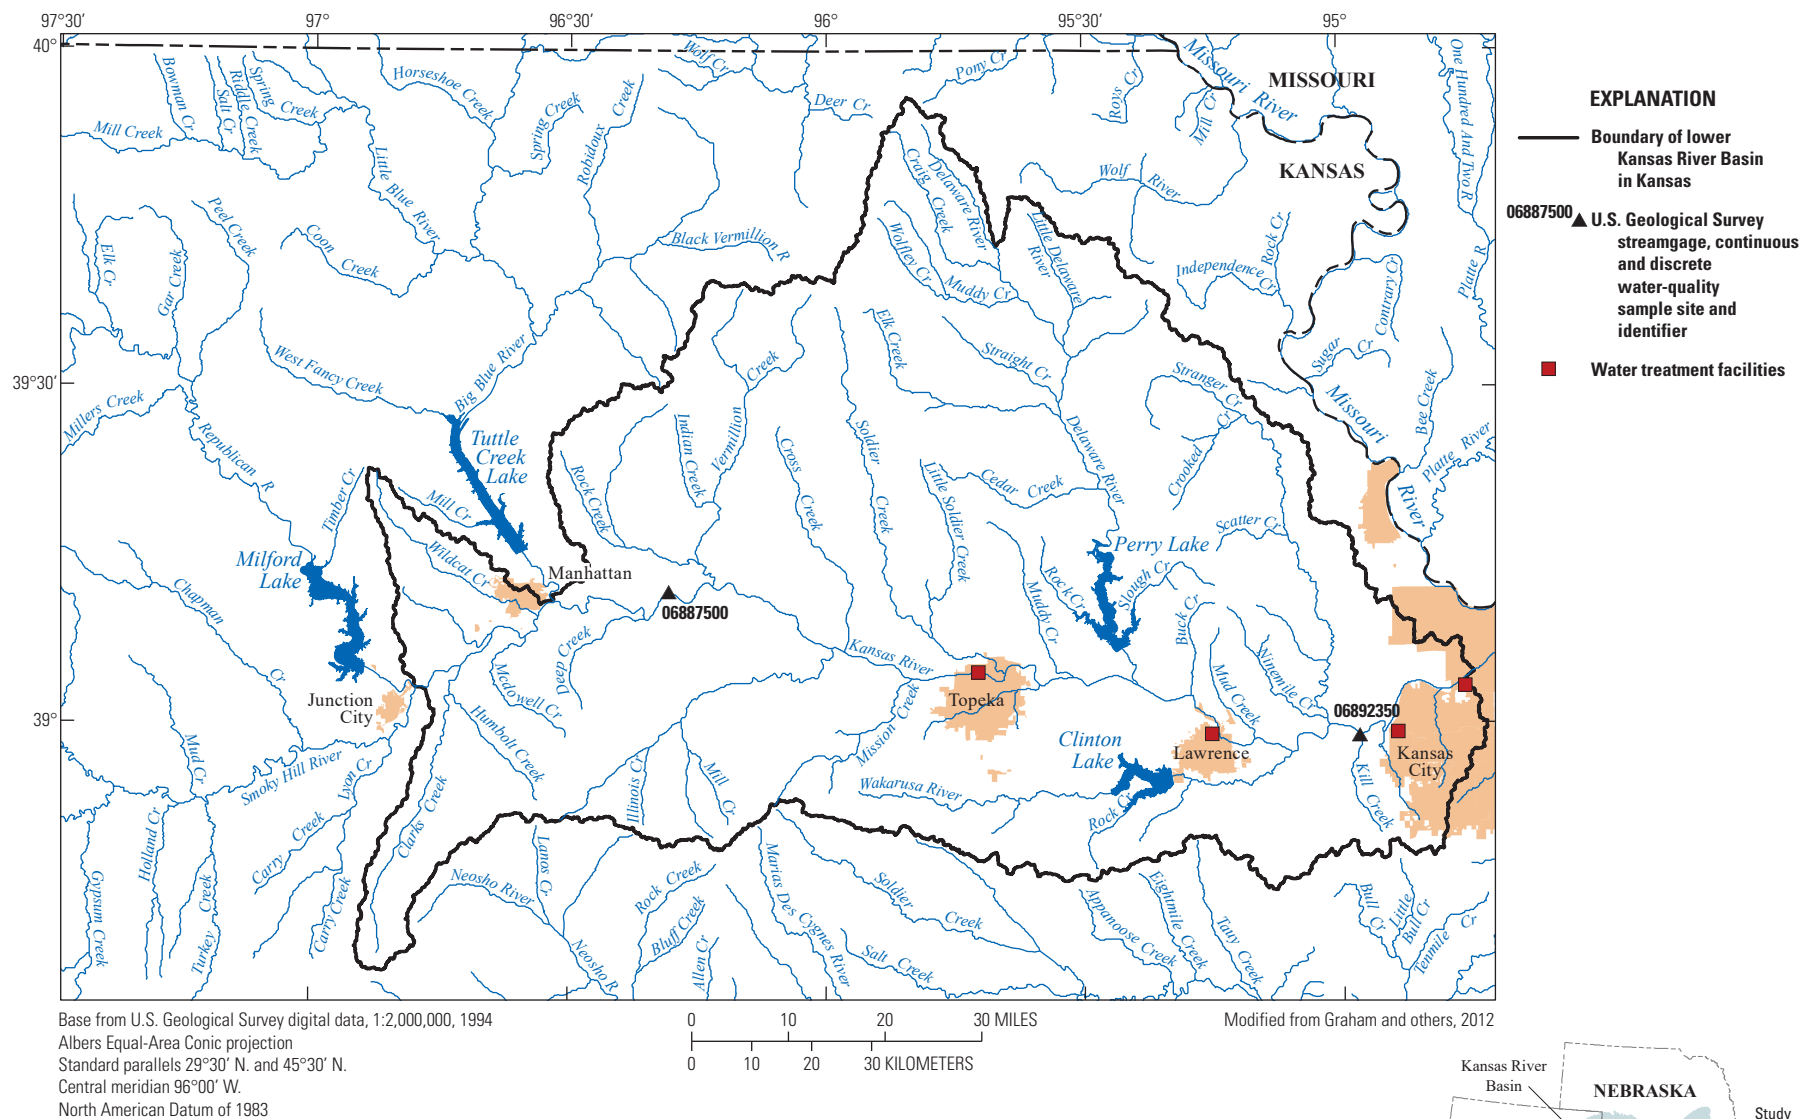 97°30′ 97° 96°30′ 96° 95°30′ 95°
40°
39°30′
39°
Bowman Cr
Salt Cr
Riddle Creek
Spring Creek
Mill Creek
Horseshoe Creek
Spring Creek
Robidoux Creek
Wolf Cr
Deer Cr
Pony Cr
Roys Cr
Mill Cr
Missouri River
MISSOURI
KANSAS
One Hundred And Two R
Little Blue River
Peel Creek
Coon Creek
Elk Cr
Gar Creek
Black Vermillion R
Craig Creek
Delaware River
Wolfley Cr
Muddy Cr
Little Delaware River
Wolf River
Independence Cr
Rock Cr
Contrary Cr
Sugar Cr
Platte R
West Fancy Creek
Big Blue River
Millers Creek
Republican R
Elk Creek
Straight Cr
Stranger Cr
Crooked Cr
Missouri River
Bee Creek
Platte River
Tuttle
Creek
Lake
Timber Cr
Mill Cr
Wildcat Cr
Rock Creek
Indian Creek
Vermillion Creek
Cross Creek
Soldier Creek
Little Soldier Creek
Cedar Creek
Delaware River
Scatter Cr
Milford
Lake
Manhattan
06887500
Perry Lake
Slough Cr
Rock Cr
Muddy Cr
Buck Cr
Mud Creek
Ninemile Cr
Chapman Cr
Deep Creek
Mcdowell Cr
Kansas River
Junction
City
Humbolt Creek
Mission Creek
Topeka
Clinton
Lake
Lawrence
06892350
Kansas
City
Kill Creek
Mud Cr
Smoky Hill River
Lyon Cr
Clarks Creek
Illinois Cr
Mill Cr
Wakarusa River
Rock Cr
Holland Cr
Carry Creek
Gypsum Creek
Turkey Creek
Carry Creek
Neosho River
Lanos Cr
Neosho R
Rock Creek
Bluff Creek
Allen Cr
Marias Des Cygnes River
Soldier Creek
Salt Creek
Appanoose Creek
Eightmile Creek
Tauy Creek
Bull Cr
Little
Bull Cr
Tenmile Cr
EXPLANATION
Boundary of lower
Kansas River Basin
in Kansas
06887500 U.S. Geological Survey
streamgage, continuous
and discrete
water-quality
sample site and
identifier
Water treatment facilities
Base from U.S. Geological Survey digital data, 1:2,000,000, 1994
Albers Equal-Area Conic projection
Standard parallels 29°30′ N. and 45°30′ N.
Central meridian 96°00′ W.
North American Datum of 1983
0 10 20 30 MILES
0 10 20 30 KILOMETERS
Modified from Graham and others, 2012
Kansas River
Basin
NEBRASKA
Study